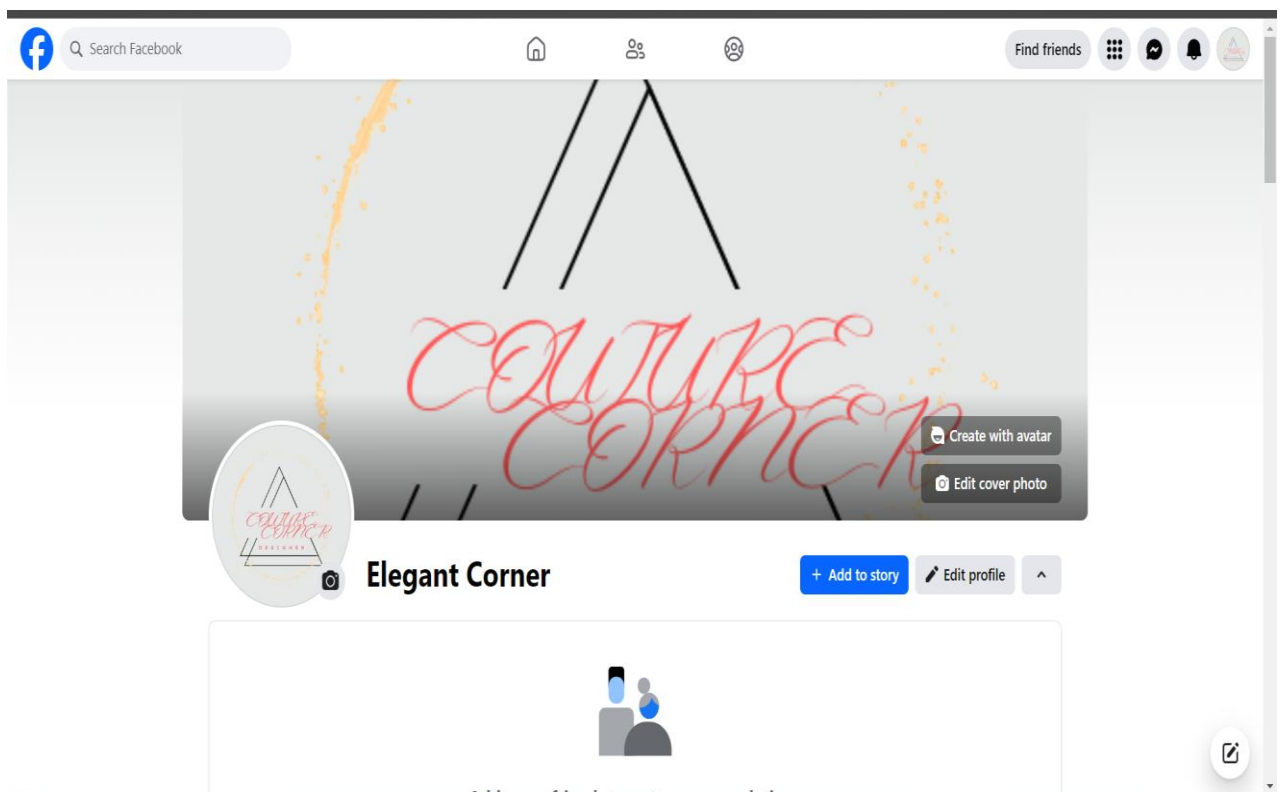 Search Facebook
Find friends
COUTURE
CORNER
Create with avatar
Edit cover photo
COUTURE
CORNER
DESIGNER
Elegant Corner
+ Add to story
Edit profile